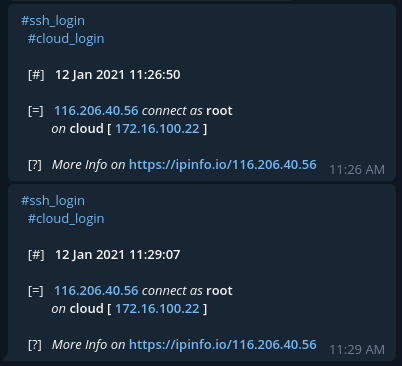 #ssh_login
#cloud_login
[#] 12 Jan 2021 11:26:50
[=] 116.206.40.56 connect as root
on cloud [ 172.16.100.22 ]
[?] More Info on https://ipinfo.io/116.206.40.56 11:26 AM
#ssh_login
#cloud_login
[#] 12 Jan 2021 11:29:07
[=] 116.206.40.56 connect as root
on cloud [ 172.16.100.22 ]
[?] More Info on https://ipinfo.io/116.206.40.56 11:29 AM